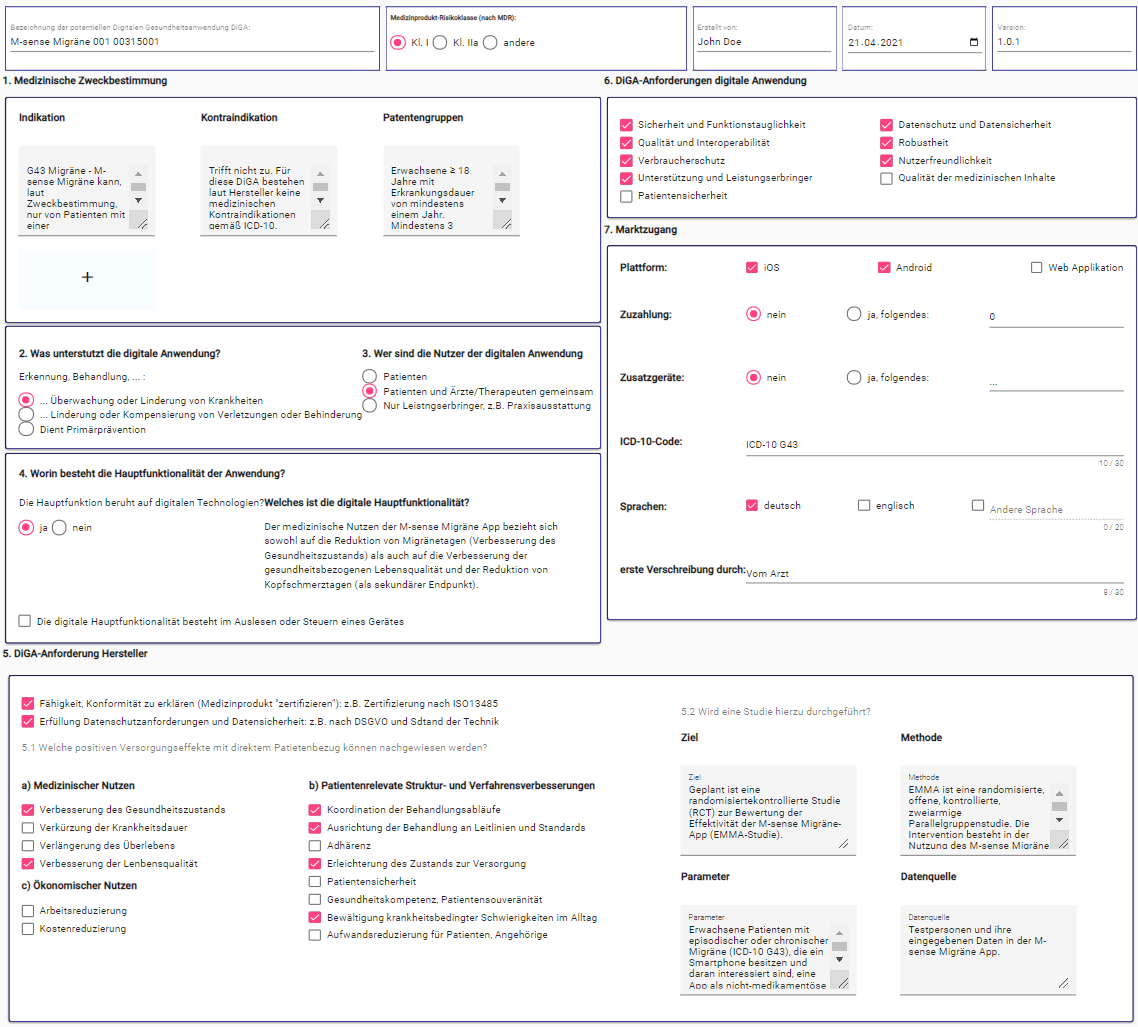 Bezeichnung der potentiellen Digitalen Gesundheitsanwendung DiGA:
M-sense Migräne 001 00315001
Medizinprodukt-Risikoklasse (nach MDR):
Kl. I Kl. IIa andere
Erstellt von:
John Doe
Datum:
21.04.2021
Version:
1.0.1
1. Medizinische Zweckbestimmung
Indikation
Kontraindikation
Patentengruppen
G43 Migräne - M-
sense Migräne kann,
laut
Zweckbestimmung,
nur von Patienten mit
einer
Trifft nicht zu. Für
diese DiGA bestehen
laut Hersteller keine
medizinischen
Kontraindikationen
gemäß ICD-10.
Erwachsene ≥ 18
Jahre mit
Erkrankungsdauer
von mindestens
einem Jahr.
Mindestens 3
+
2. Was unterstutzt die digitale Anwendung?
Erkennung, Behandlung, ... :
... Überwachung oder Linderung von Krankheiten
... Linderung oder Kompensierung von Verletzungen oder Behinderung
Dient Primärprävention
3. Wer sind die Nutzer der digitalen Anwendung
Patienten
Patienten und Ärzte/Therapeuten gemeinsam
Nur Leistngserbringer, z.B. Praxisausstattung
4. Worin besteht die Hauptfunktionalität der Anwendung?
Die Hauptfunktion beruht auf digitalen Technologien?
ja nein
Welches ist die digitale Hauptfunktionalität?
Der medizinische Nutzen der M-sense Migräne App bezieht sich
sowohl auf die Reduktion von Migränetagen (Verbesserung des
Gesundheitszustands) als auch auf die Verbesserung der
gesundheitsbezogenen Lebensqualität und der Reduktion von
Kopfschmerztagen (als sekundärer Endpunkt).
Die digitale Hauptfunktionalität besteht im Auslesen oder Steuern eines Gerätes
6. DiGA-Anforderungen digitale Anwendung
Sicherheit und Funktionstauglichkeit
Qualität und Interoperabilität
Verbraucherschutz
Unterstützung und Leistungserbringer
Patientensicherheit
Datenschutz und Datensicherheit
Robustheit
Nutzerfreundlichkeit
Qualität der medizinischen Inhalte
7. Marktzugang
Plattform: iOS Android Web Applikation
Zuzahlung: nein ja, folgendes: 0
Zusatzgeräte: nein ja, folgendes: ...
ICD-10-Code: ICD-10 G43
10 / 30
Sprachen: deutsch englisch Andere Sprache
0 / 20
erste Verschreibung durch: Vom Arzt
8 / 30
5. DiGA-Anforderung Hersteller
Fähigkeit, Konformität zu erklären (Medizinprodukt "zertifizieren"): z.B. Zertifizierung nach ISO13485
Erfüllung Datenschutzanforderungen und Datensicherheit: z.B. nach DSGVO und Sdtand der Technik
5.1 Welche positiven Versorgungseffekte mit direktem Patietenbezug können nachgewiesen werden?
a) Medizinischer Nutzen
Verbesserung des Gesundheitszustands
Verkürzung der Krankheitsdauer
Verlängerung des Überlebens
Verbesserung der Lenbensqualität
c) Ökonomischer Nutzen
Arbeitsreduzierung
Kostenreduzierung
b) Patientenrelevate Struktur- und Verfahrensverbesserungen
Koordination der Behandlungsabläufe
Ausrichtung der Behandlung an Leitlinien und Standards
Adhärenz
Erleichterung des Zustands zur Versorgung
Patientensicherheit
Gesundheitskompetenz, Patientensouveränität
Bewältigung krankheitsbedingter Schwierigkeiten im Alltag
Aufwandsreduzierung für Patienten, Angehörige
5.2 Wird eine Studie hierzu durchgeführt?
Ziel
Ziel
Geplant ist eine
randomisiertekontrollierte Studie
(RCT) zur Bewertung der
Effektivität der M-sense Migräne-
App (EMMA-Studie).
Methode
Methode
EMMA ist eine randomisierte,
offene, kontrollierte,
zweiarmige
Parallelgruppenstudie. Die
Intervention besteht in der
Nutzung des M-sense Migräne
Parameter
Parameter
Erwachsene Patienten mit
episodischer oder chronischer
Migräne (ICD-10 G43), die ein
Smartphone besitzen und
daran interessiert sind, eine
App als nicht-medikamentöse
Datenquelle
Datenquelle
Testpersonen und ihre
eingegebenen Daten in der M-
sense Migräne App.